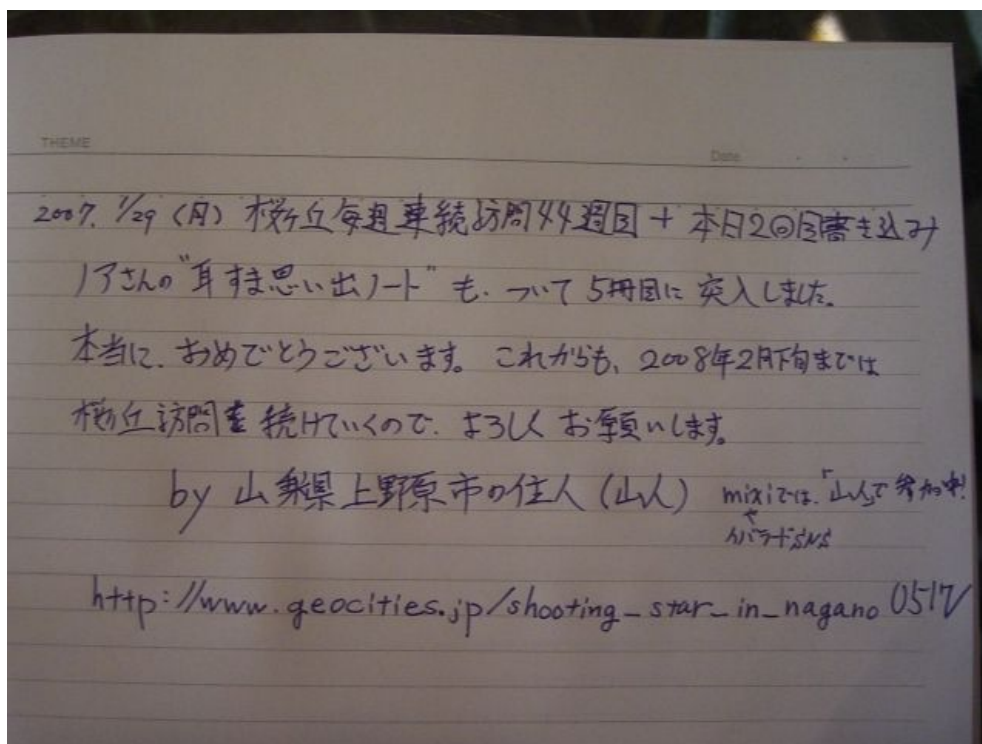 THEME
Date
2007. 1/29 (月) 桜ヶ丘毎週連続訪問44週目 + 本日2回目書き込み
ノアさんの"耳すま思い出ノート"も、ついて5冊目に突入しました。
本当に、おめでとうございます。これからも、2008年2月下旬までは
桜ヶ丘訪問を続けていくので、よろしくお願いします。
by 山梨県上野原市の住人 (山人) mixiでは、「山人」で参加中!
や
イバラードSNS
http://www.geocities.jp/shooting_star_in_nagano0517/